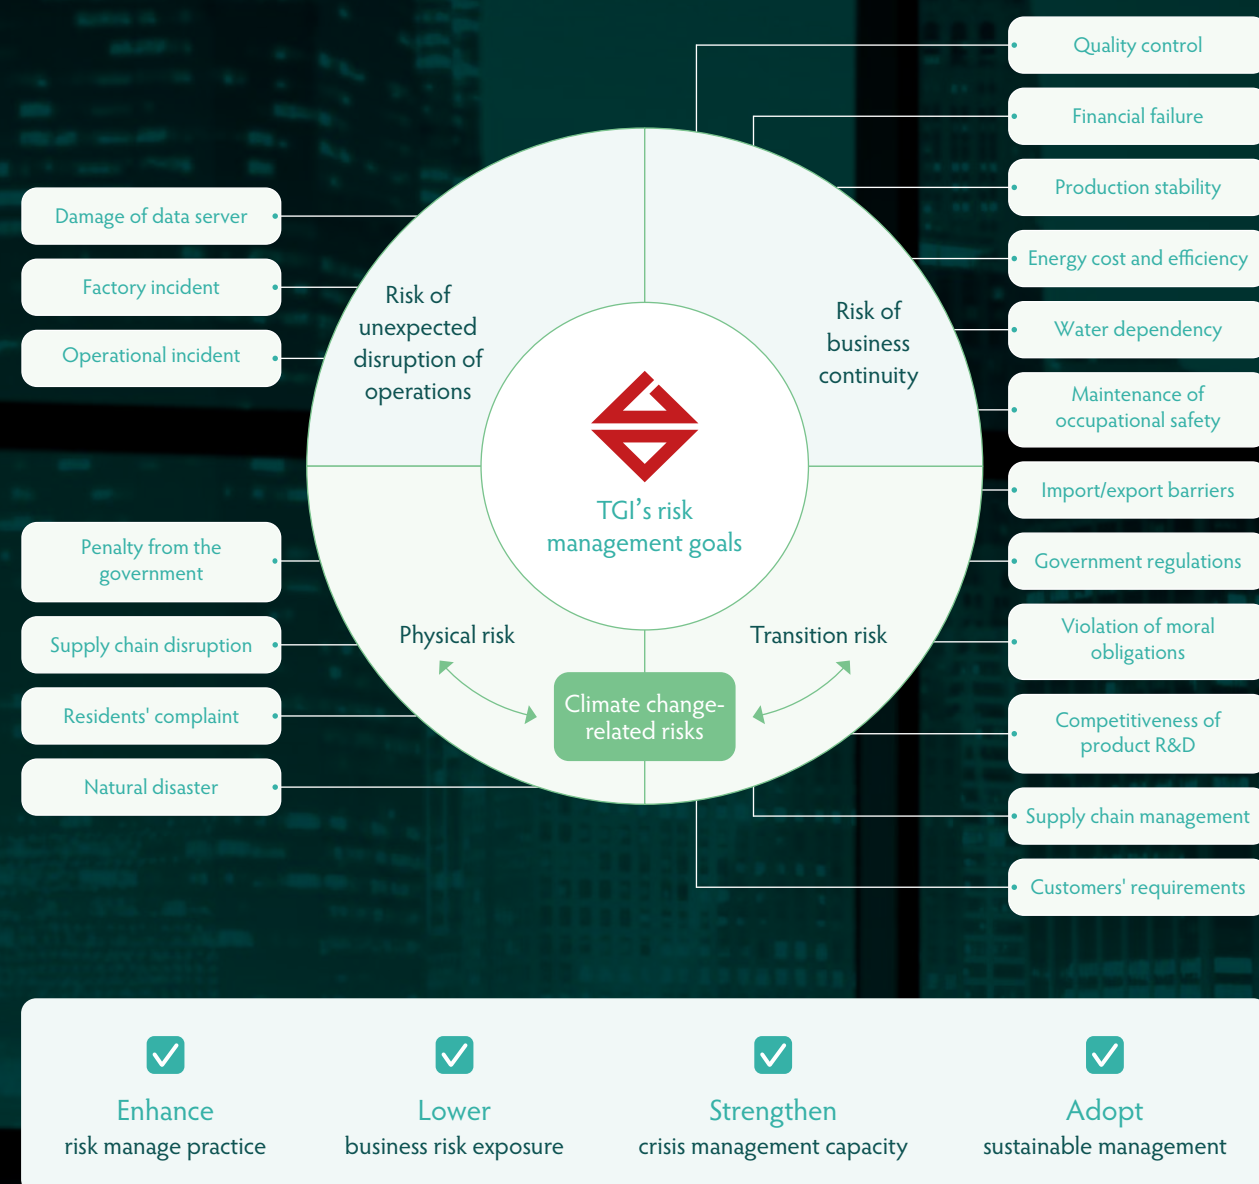 Quality control
Financial failure
Production stability
Energy cost and efficiency
Water dependency
Maintenance of
occupational safety
Import/export barriers
Government regulations
Violation of moral
obligations
Competitiveness of
product R&D
Supply chain management
Customers' requirements
Damage of data server
Factory incident
Operational incident
Penalty from the
government
Supply chain disruption
Residents' complaint
Natural disaster
Risk of
unexpected
disruption of
operations
Risk of
business
continuity
TGI's risk
management goals
Physical risk
Transition risk
Climate change-
related risks
Enhance
risk manage practice
Lower
business risk exposure
Strengthen
crisis management capacity
Adopt
sustainable management